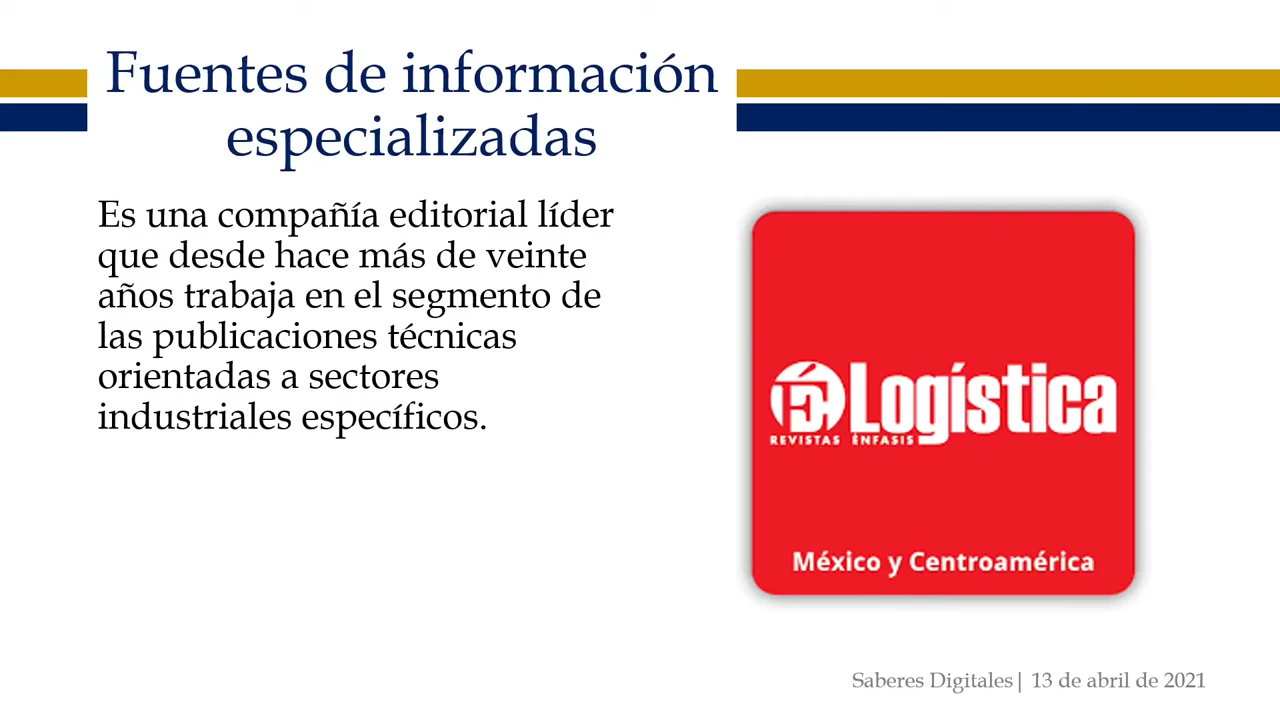 Fuentes de información
especializadas
Es una compañía editorial líder
que desde hace más de veinte
años trabaja en el segmento de
las publicaciones técnicas
orientadas a sectores
industriales específicos.
É Logística
REVISTAS ÉNFASIS
México y Centroamérica
Saberes Digitales| 13 de abril de 2021